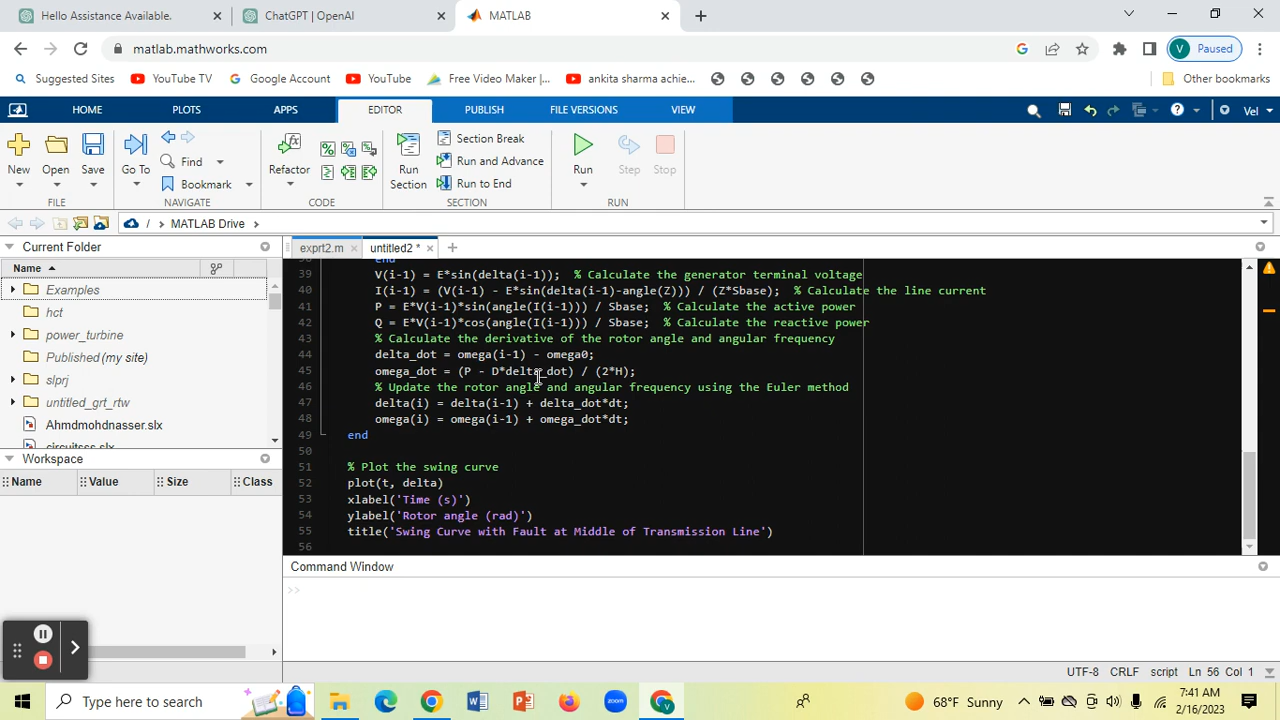 Hello Assistance Available.
ChatGPT | OpenAI
MATLAB
matlab.mathworks.com
V Paused
Suggested Sites
YouTube TV
Google Account
YouTube
Free Video Maker |...
ankita sharma achie...
Other bookmarks
HOME
PLOTS
APPS
EDITOR
PUBLISH
FILE VERSIONS
VIEW
Vel
New
Open
Save
Go To
Find
Bookmark
Refactor
Run Section
Section Break
Run and Advance
Run to End
Run
Step
Stop
FILE
NAVIGATE
CODE
SECTION
RUN
/ MATLAB Drive
Current Folder
exprt2.m
untitled2 *
Name
Examples
hct
power_turbine
Published (my site)
slprj
untitled_grt_rtw
Ahmdmohdnasser.slx
circuitsss.slx
Workspace
Name
Value
Size
Class
38 end
39 V(i-1) = E*sin(delta(i-1)); % Calculate the generator terminal voltage
40 I(i-1) = (V(i-1) - E*sin(delta(i-1)-angle(Z))) / (Z*Sbase); % Calculate the line current
41 P = E*V(i-1)*sin(angle(I(i-1))) / Sbase; % Calculate the active power
42 Q = E*V(i-1)*cos(angle(I(i-1))) / Sbase; % Calculate the reactive power
43 % Calculate the derivative of the rotor angle and angular frequency
44 delta_dot = omega(i-1) - omega0;
45 omega_dot = (P - D*delta_dot) / (2*H);
46 % Update the rotor angle and angular frequency using the Euler method
47 delta(i) = delta(i-1) + delta_dot*dt;
48 omega(i) = omega(i-1) + omega_dot*dt;
49 end
50
51 % Plot the swing curve
52 plot(t, delta)
53 xlabel('Time (s)')
54 ylabel('Rotor angle (rad)')
55 title('Swing Curve with Fault at Middle of Transmission Line')
56
Command Window
>>
UTF-8
CRLF
script
Ln 56 Col 1
Type here to search
68°F Sunny
7:41 AM
2/16/2023